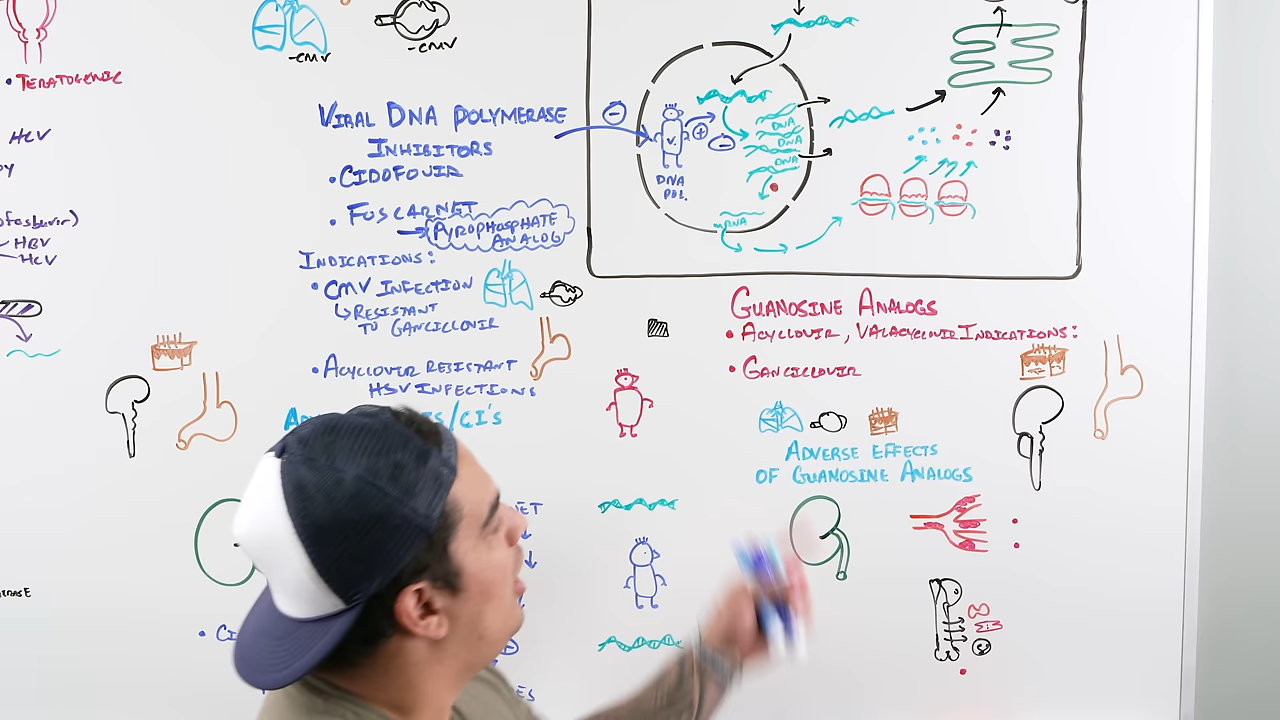 -CMV
-CMV
• TERATOGENIC
HCV
HBV
HCV
VIRAL DNA POLYMERASE
INHIBITORS
• CIDOFOVIR
• FOSCARNET
PYROPHOSPHATE
ANALOG
INDICATIONS:
• CMV INFECTION
RESISTANT
TO GANCICLOVIR
• ACYCLOVIR RESISTANT
HSV INFECTIONS
/CI'S
• CI
V.
DNA
POL.
+
-
-
DNA
DNA
DNA
mRNA
GUANOSINE ANALOGS
• ACYCLOVIR, VALACYCLOVIR INDICATIONS:
• GANCICLOVIR
ADVERSE EFFECTS
OF GUANOSINE ANALOGS